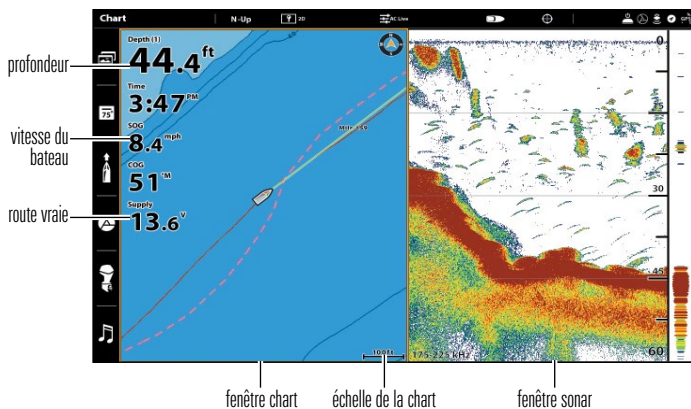 Chart
N-Up
2D
AC Live
Depth (1)
44.4 ft
Time
3:47 PM
SOG
8.4 mph
COG
51 °M
Supply
13.6 V
75°
0
15
30
45
60
175-225 kHz
profondeur
vitesse du
bateau
route vraie
fenêtre chart
échelle de la chart
fenêtre sonar